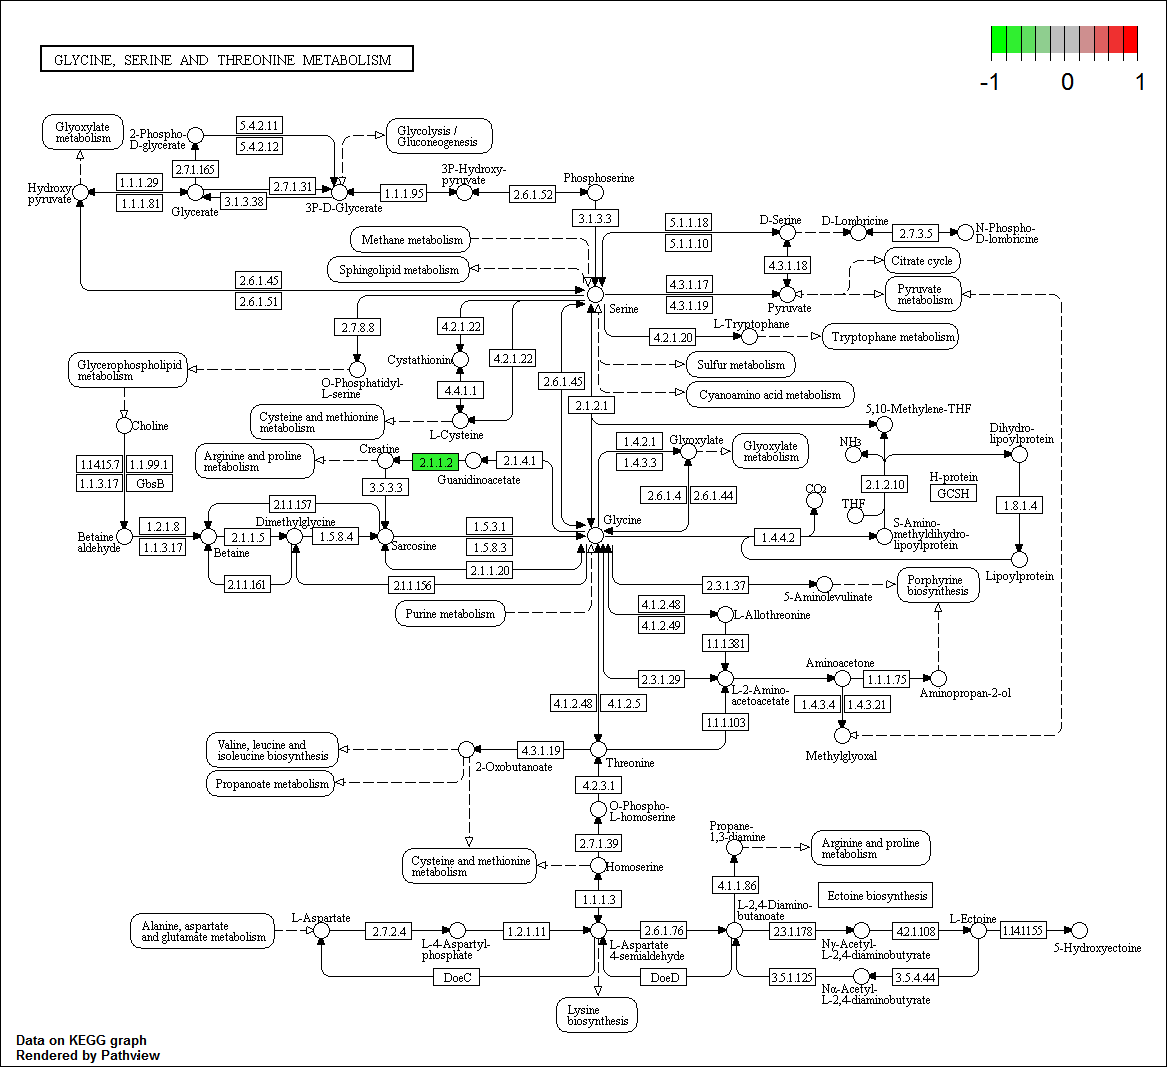 GLYCINE, SERINE AND THREONINE METABOLISM
-1
0
1
Glyoxylate
metabolism
2-Phospho-
D-glycerate
5.4.2.11
5.4.2.12
Glycolysis /
Gluconeogenesis
2.7.1.165
Hydroxy
pyruvate
1.1.1.29
1.1.1.81
Glycerate
2.7.1.31
3.1.3.38
3P-D-Glycerate
1.1.1.95
3P-Hydroxy-
pyruvate
2.6.1.52
Phosphoserine
3.1.3.3
Methane metabolism
Sphingolipid metabolism
5.1.1.18
5.1.1.10
D-Serine
D-Lombricine
2.7.3.5
N-Phospho-
D-lombricine
4.3.1.18
Citrate cycle
2.6.1.45
2.6.1.51
Serine
4.3.1.17
4.3.1.19
Pyruvate
Pyruvate
metabolism
2.7.8.8
4.2.1.22
4.2.1.22
4.2.1.20
L-Tryptophane
Tryptophane metabolism
Cystathionin
Sulfur metabolism
Glycerophospholipid
metabolism
O-Phosphatidyl-
L-serine
4.4.1.1
2.6.1.45
2.1.2.1
Cyanoamino acid metabolism
Choline
Cysteine and methionine
metabolism
L-Cysteine
5,10-Methylene-THF
Arginine and proline
metabolism
Creatine
2.1.1.2
Guanidinoacetate
2.1.4.1
1.4.2.1
1.4.3.3
Glyoxylate
Glyoxylate
metabolism
NH3
Dihydro-
lipoylprotein
1.14.15.7
1.1.99.1
1.1.3.17
GbsB
3.5.3.3
2.6.1.4
2.6.1.44
CO2
THF
2.1.2.10
H-protein
GCSH
1.8.1.4
2.1.1.157
Betaine
aldehyde
1.2.1.8
1.1.3.17
Betaine
2.1.1.5
Dimethylglycine
1.5.8.4
Sarcosine
1.5.3.1
1.5.8.3
2.1.1.20
Glycine
1.4.4.2
S-Amino-
methyldihydro-
lipoylprotein
Lipoylprotein
2.1.1.161
2.1.1.156
Purine metabolism
2.3.1.37
5-Aminolevulinate
Porphyrine
biosynthesis
4.1.2.48
4.1.2.49
L-Allothreonine
1.1.1.381
2.3.1.29
L-2-Amino-
acetoacetate
Aminoacetone
1.1.1.75
Aminopropan-2-ol
4.1.2.48
4.1.2.5
1.1.1.103
1.4.3.4
1.4.3.21
Methylglyoxal
Valine, leucine and
isoleucine biosynthesis
4.3.1.19
2-Oxobutanoate
Threonine
Propanoate metabolism
4.2.3.1
O-Phospho-
L-homoserine
2.7.1.39
Cysteine and methionine
metabolism
Homoserine
Propane-
1,3-diamine
Arginine and proline
metabolism
1.1.1.3
4.1.1.86
Ectoine biosynthesis
Alanine, aspartate
and glutamate metabolism
L-Aspartate
2.7.2.4
L-4-Aspartyl-
phosphate
1.2.1.11
L-Aspartate
4-semialdehyde
2.6.1.76
L-2,4-Diamino-
butanoate
2.3.1.178
Nγ-Acetyl-
L-2,4-diaminobutyrate
4.2.1.108
L-Ectoine
1.14.11.55
5-Hydroxyectoine
DoeC
DoeD
3.5.1.125
Nα-Acetyl-
L-2,4-diaminobutyrate
3.5.4.44
Lysine
biosynthesis
Data on KEGG graph
Rendered by Pathview